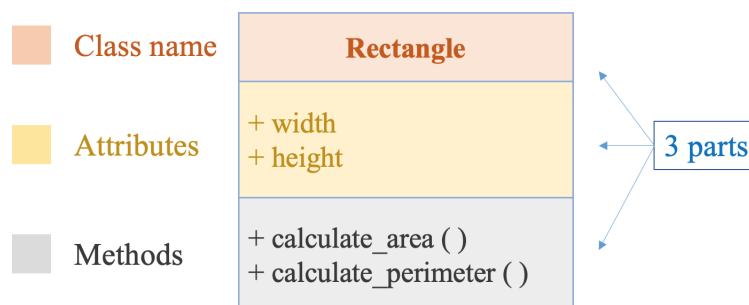 Class name
Rectangle
Attributes
+ width
+ height
3 parts
Methods
+ calculate_area ( )
+ calculate_perimeter ( )